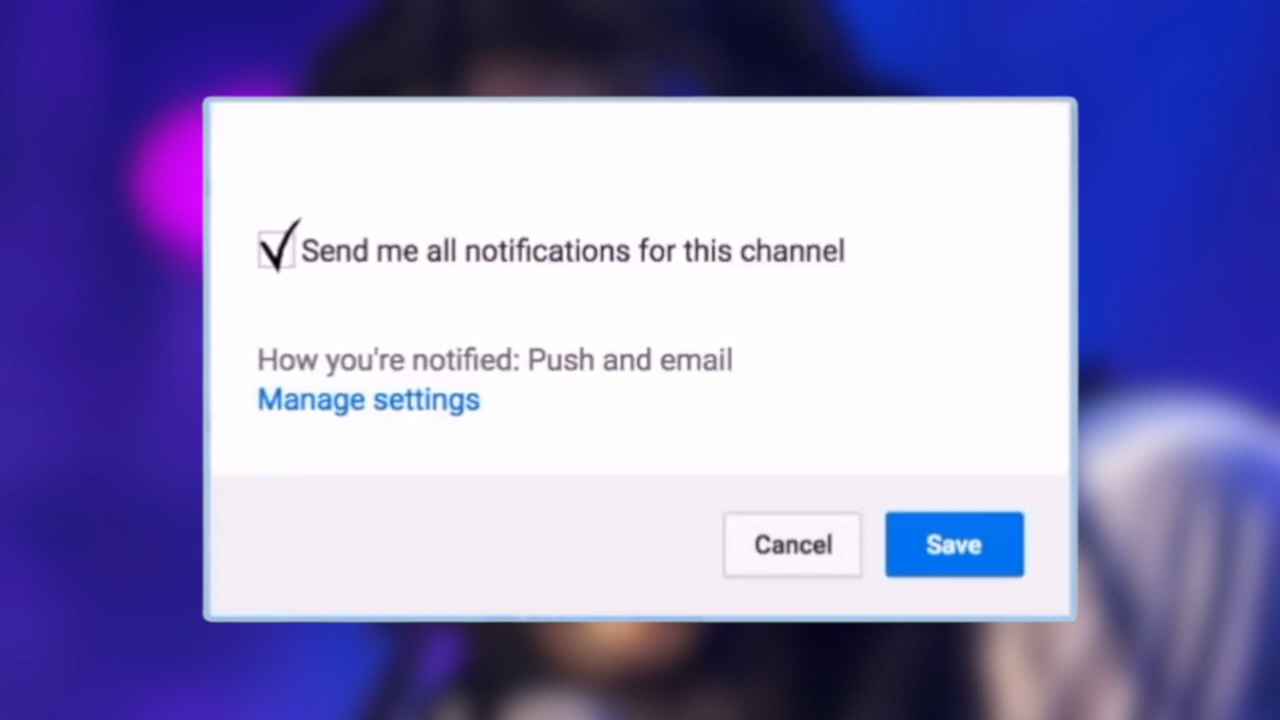 Send me all notifications for this channel
How you're notified: Push and email
Manage settings
Cancel
Save